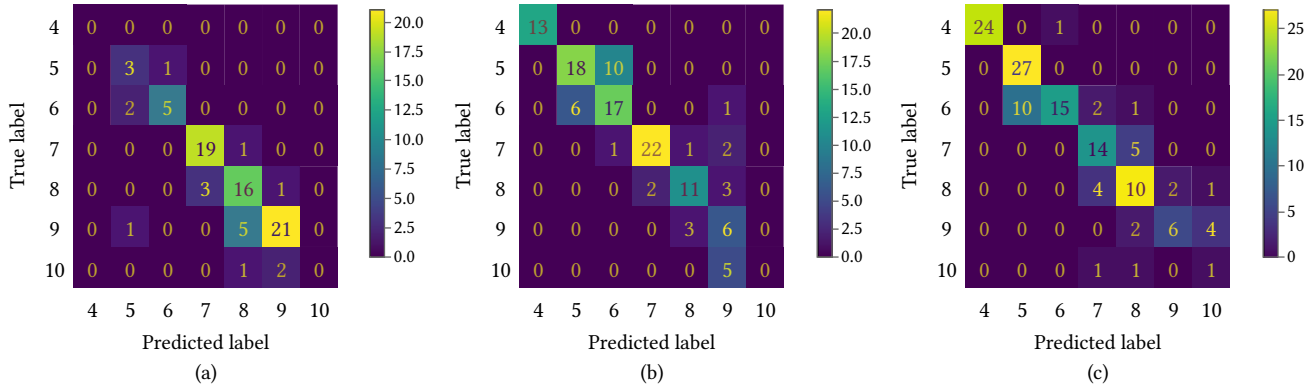 True label
4 0 0 0 0 0 0 0
5 0 3 1 0 0 0 0
6 0 2 5 0 0 0 0
7 0 0 0 19 1 0 0
8 0 0 0 3 16 1 0
9 0 1 0 0 5 21 0
10 0 0 0 0 1 2 0
4 5 6 7 8 9 10
Predicted label
20.0
17.5
15.0
12.5
10.0
7.5
5.0
2.5
0.0
(a)
True label
4 13 0 0 0 0 0 0
5 0 18 10 0 0 0 0
6 0 6 17 0 0 1 0
7 0 0 1 22 1 2 0
8 0 0 0 2 11 3 0
9 0 0 0 0 3 6 0
10 0 0 0 0 0 5 0
4 5 6 7 8 9 10
Predicted label
20.0
17.5
15.0
12.5
10.0
7.5
5.0
2.5
0.0
(b)
True label
4 24 0 1 0 0 0 0
5 0 27 0 0 0 0 0
6 0 10 15 2 1 0 0
7 0 0 0 14 5 0 0
8 0 0 0 4 10 2 1
9 0 0 0 0 2 6 4
10 0 0 0 1 1 0 1
4 5 6 7 8 9 10
Predicted label
25
20
15
10
5
0
(c)